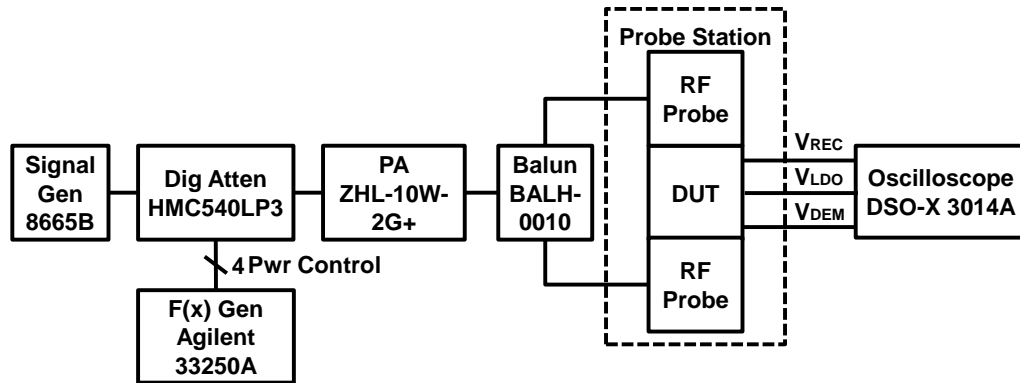 Probe Station
Signal
Gen
8665B
Dig Atten
HMC540LP3
PA
ZHL-10W-
2G+
Balun
BALH-
0010
RF
Probe
DUT
RF
Probe
VREC
VLDO
VDEM
Oscilloscope
DSO-X 3014A
4 Pwr Control
F(x) Gen
Agilent
33250A